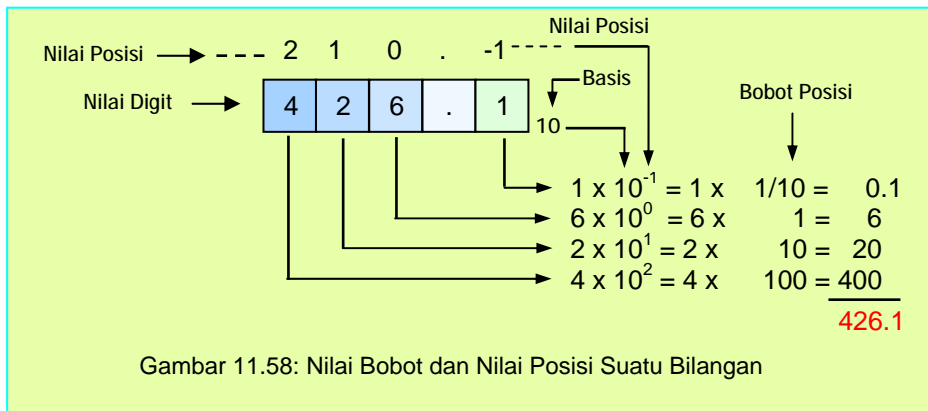 Nilai Posisi
Nilai Posisi --- 2 1 0 . -1-----
Basis
Nilai Digit 4 2 6 . 1
10
Bobot Posisi
1 x 10⁻¹ = 1 x 1/10 = 0.1
6 x 10⁰ = 6 x 1 = 6
2 x 10¹ = 2 x 10 = 20
4 x 10² = 4 x 100 = 400
426.1
Gambar 11.58: Nilai Bobot dan Nilai Posisi Suatu Bilangan